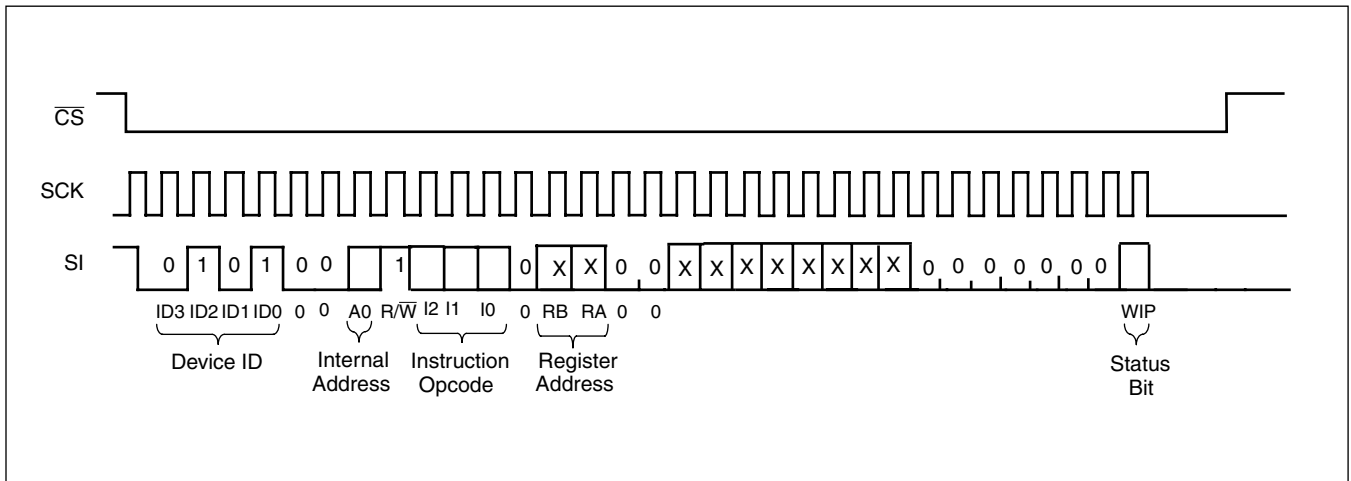 CS
SCK
SI 0 1 0 1 0 0 1 0 X X 0 0 X X X X X X X X 0 0 0 0 0 0 0
ID3 ID2 ID1 ID0 0 0 A0 R/W I2 I1 I0 0 RB RA 0 0 WIP
Device ID
Internal Address
Instruction Opcode
Register Address
Status Bit